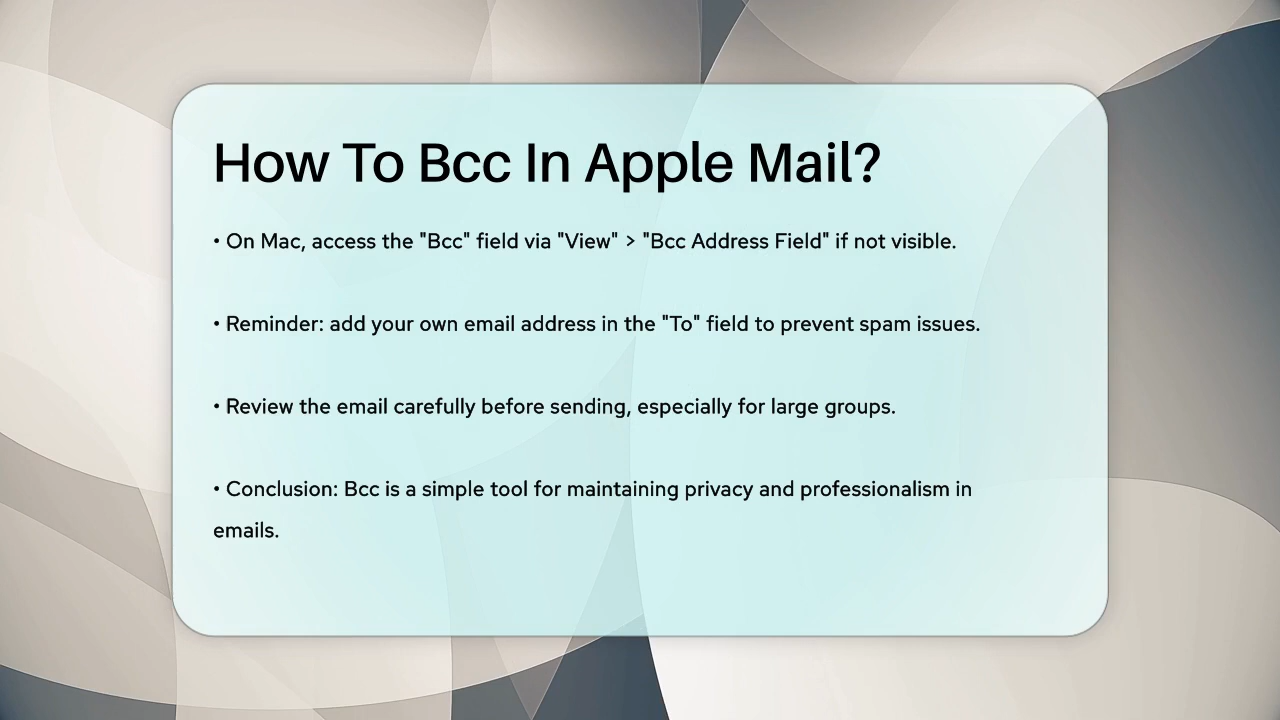 How To Bcc In Apple Mail?
• On Mac, access the "Bcc" field via "View" > "Bcc Address Field" if not visible.
• Reminder: add your own email address in the "To" field to prevent spam issues.
• Review the email carefully before sending, especially for large groups.
• Conclusion: Bcc is a simple tool for maintaining privacy and professionalism in
emails.